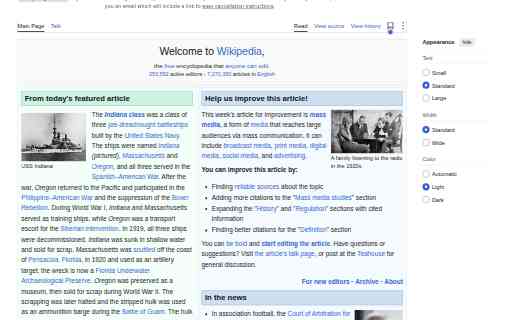 you an email which will include a link to easy cancellation instructions.
Main Page Talk Read View source View history
Welcome to Wikipedia,
the free encyclopedia that anyone can edit.
articles in English
Appearance hide
Text
Small
Standard
Large
Width
Standard
Wide
Color
Automatic
Light
Dark
From today's featured article
The Indiana class was a class of
three pre-dreadnought battleships
built by the United States Navy.
The ships were named Indiana
(pictured), Massachusetts and
Oregon, and all three served in the
Spanish–American War. After the
USS Indiana
war, Oregon returned to the Pacific and participated in the
Philippine–American War and the suppression of the Boxer
Rebellion. During World War I, Indiana and Massachusetts
served as training ships, while Oregon was a transport
escort for the Siberian intervention. In 1919, all three ships
were decommissioned. Indiana was sunk in shallow water
and sold for scrap. Massachusetts was scuttled off the coast
of Pensacola, Florida, in 1920 and used as an artillery
target; the wreck is now a Florida Underwater
Archaeological Preserve. Oregon was preserved as a
museum, then sold for scrap during World War II. The
scrapping was later halted and the stripped hulk was used
as an ammunition barge during the Battle of Guam. The hulk
Help us improve this article!
This week's article for improvement is mass
media, a form of media that reaches large
audiences via mass communication. It can
include broadcast media, print media, digital
media, social media, and advertising.
A family listening to the radio
in the 1920s.
You can improve this article by:
• Finding reliable sources about the topic
• Adding more citations to the "Mass media studies" section
• Expanding the "History" and "Regulation" sections with cited
information
• Finding better citations for the "Definition" section
You can be bold and start editing the article. Have questions or
suggestions? Visit the article's talk page, or post at the Teahouse for
general discussion.
For new editors · Archive · About
In the news
• In association football, the Court of Arbitration for